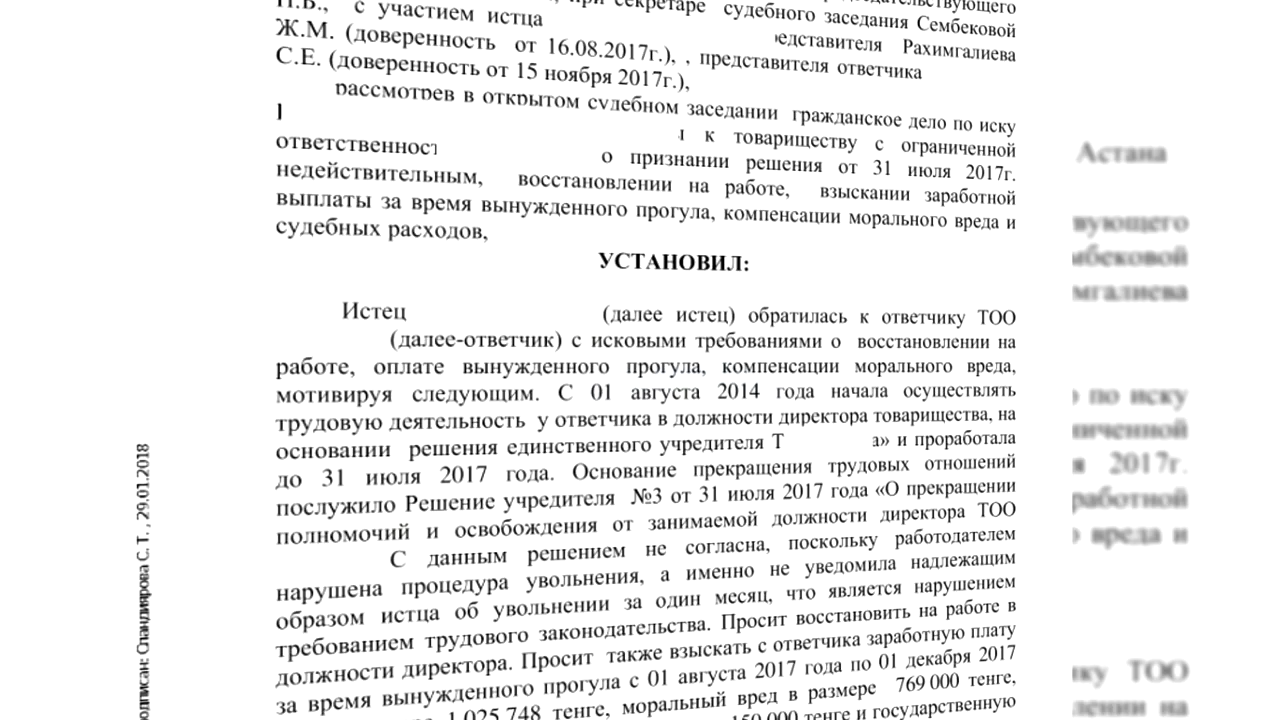 с участием истца
при секретаре судебного заседания Сембековой
Ж.М. (доверенность от 16.08.2017г.), , представителя ответчика
Рахимгалиева
С.Е. (доверенность от 15 ноября 2017г.),
рассмотрев в открытом судебном заседании гражданское дело по иску
к товариществу с ограниченной
о признании решения от 31 июля 2017г.
недействительным, восстановлении на работе, взыскании заработной
выплаты за время вынужденного прогула, компенсации морального вреда и
судебных расходов,
УСТАНОВИЛ:
Истец (далее истец) обратилась к ответчику ТОО
(далее-ответчик) с исковыми требованиями о восстановлении на
работе, оплате вынужденного прогула, компенсации морального вреда,
мотивируя следующим. С 01 августа 2014 года начала осуществлять
трудовую деятельность у ответчика в должности директора товарищества, на
основании решения единственного учредителя Т а» и проработала
до 31 июля 2017 года. Основание прекращения трудовых отношений
послужило Решение учредителя №3 от 31 июля 2017 года «О прекращении
полномочий и освобождения от занимаемой должности директора ТОО
С данным решением не согласна, поскольку работодателем
нарушена процедура увольнения, а именно не уведомила надлежащим
образом истца об увольнении за один месяц, что является нарушением
требованием трудового законодательства. Просит восстановить на работе в
должности директора. Просит также взыскать с ответчика заработную плату
за время вынужденного прогула с 01 августа 2017 года по 01 декабря 2017
1 025 748 тенге, моральный вред в размере 769 000 тенге,
150 000 тенге и государственную
С. Т. , 29.01.2018
Астана
по иску
2017г.
вреда и
ТОО
на